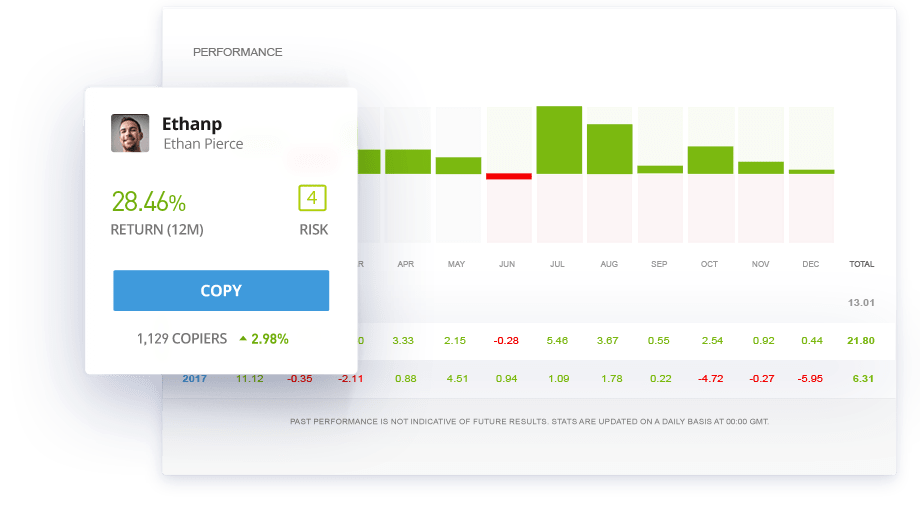 PERFORMANCE
Ethanp
Ethan Pierce
28.46%
4
RETURN (12M)
RISK
COPY
1,129 COPIERS 2.98%
R APR MAY JUN JUL AUG SEP OCT NOV DEC TOTAL
13.01
0 3.33 2.15 -0.28 5.46 3.67 0.55 2.54 0.92 0.44 21.80
2017 11.12 -0.35 -2.11 0.88 4.51 0.94 1.09 1.78 0.22 -4.72 -0.27 -5.95 6.31
PAST PERFORMANCE IS NOT INDICATIVE OF FUTURE RESULTS. STATS ARE UPDATED ON A DAILY BASIS AT 00:00 GMT.